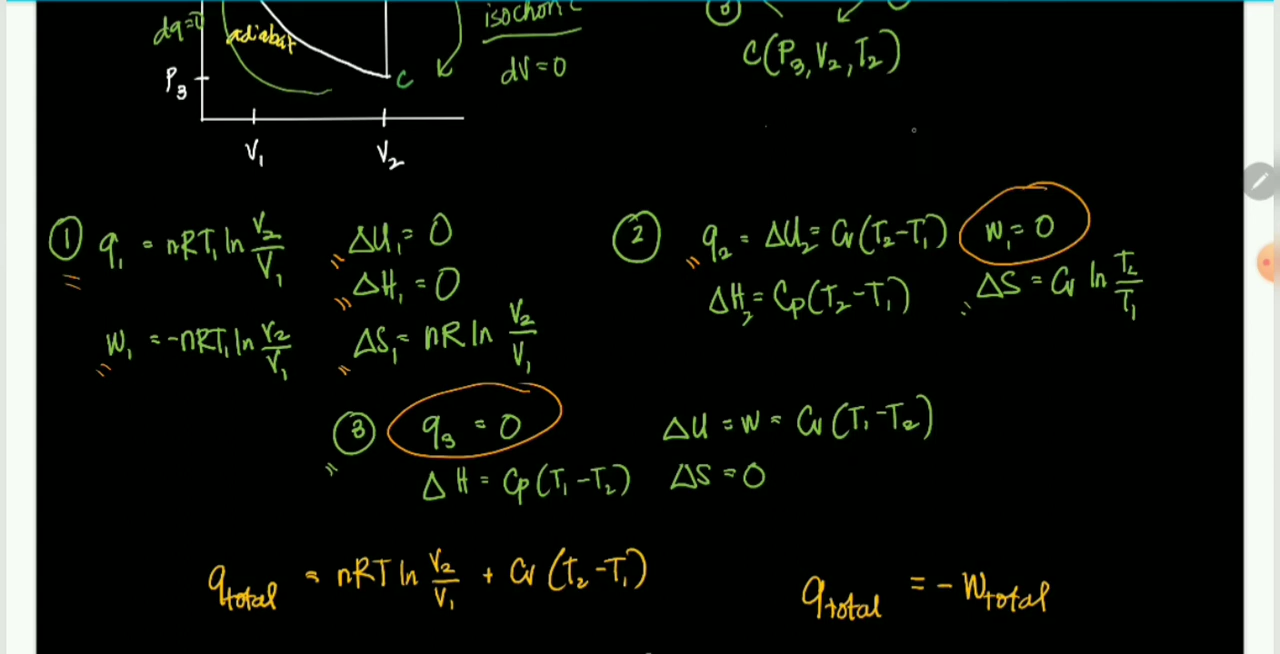 isochoric
dq=0 adiabat
dV=0
C(P₃,V₂,T₂)
P₃
C
V₁ V₂
① q₁ = nRT₁ ln V₂/V₁ ΔU₁=0
ΔH₁=0
W₁ = -nRT₁ ln V₂/V₁ ΔS₁= nR ln V₂/V₁
② q₂ = ΔU₂= Cv(T₂-T₁) W₁=0
ΔH₂= Cp(T₂-T₁) ΔS = Cv ln T₂/T₁
③ q₃ = 0 ΔU = W = Cv (T₁-T₂)
ΔH = Cp(T₁-T₂) ΔS=0
qtotal = nRT ln V₂/V₁ + Cv (T₂-T₁)
qtotal = -Wtotal